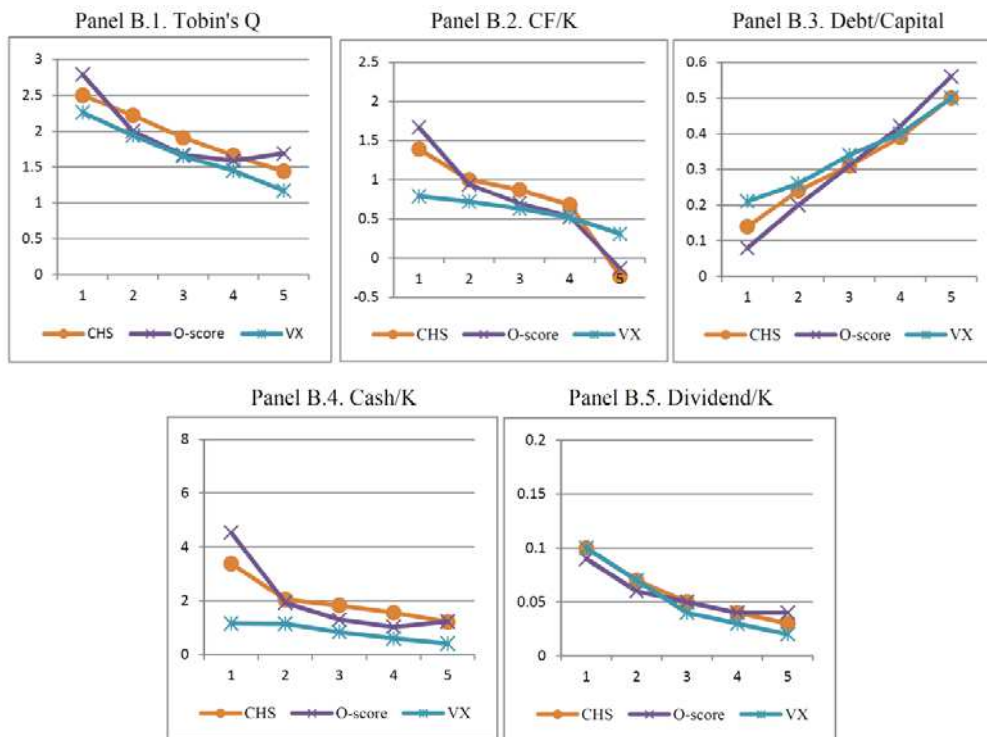 Panel B.1. Tobin's Q
3
2.5
2
1.5
1
0.5
0
1 2 3 4 5
CHS O-score VX
Panel B.2. CF/K
2.5
2
1.5
1
0.5
0
-0.5
1 2 3 4 5
CHS O-score VX
Panel B.3. Debt/Capital
0.6
0.5
0.4
0.3
0.2
0.1
0
1 2 3 4 5
CHS O-score VX
Panel B.4. Cash/K
8
6
4
2
0
1 2 3 4 5
CHS O-score VX
Panel B.5. Dividend/K
0.2
0.15
0.1
0.05
0
1 2 3 4 5
CHS O-score VX